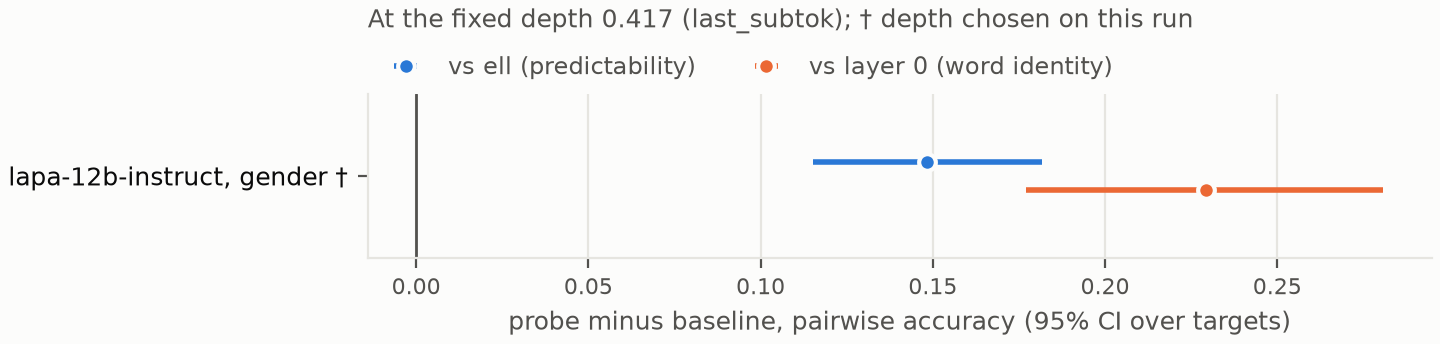 At the fixed depth 0.417 (last_subtok); † depth chosen on this run
vs ell (predictability) vs layer 0 (word identity)
lapa-12b-instruct, gender †
0.00 0.05 0.10 0.15 0.20 0.25
probe minus baseline, pairwise accuracy (95% CI over targets)